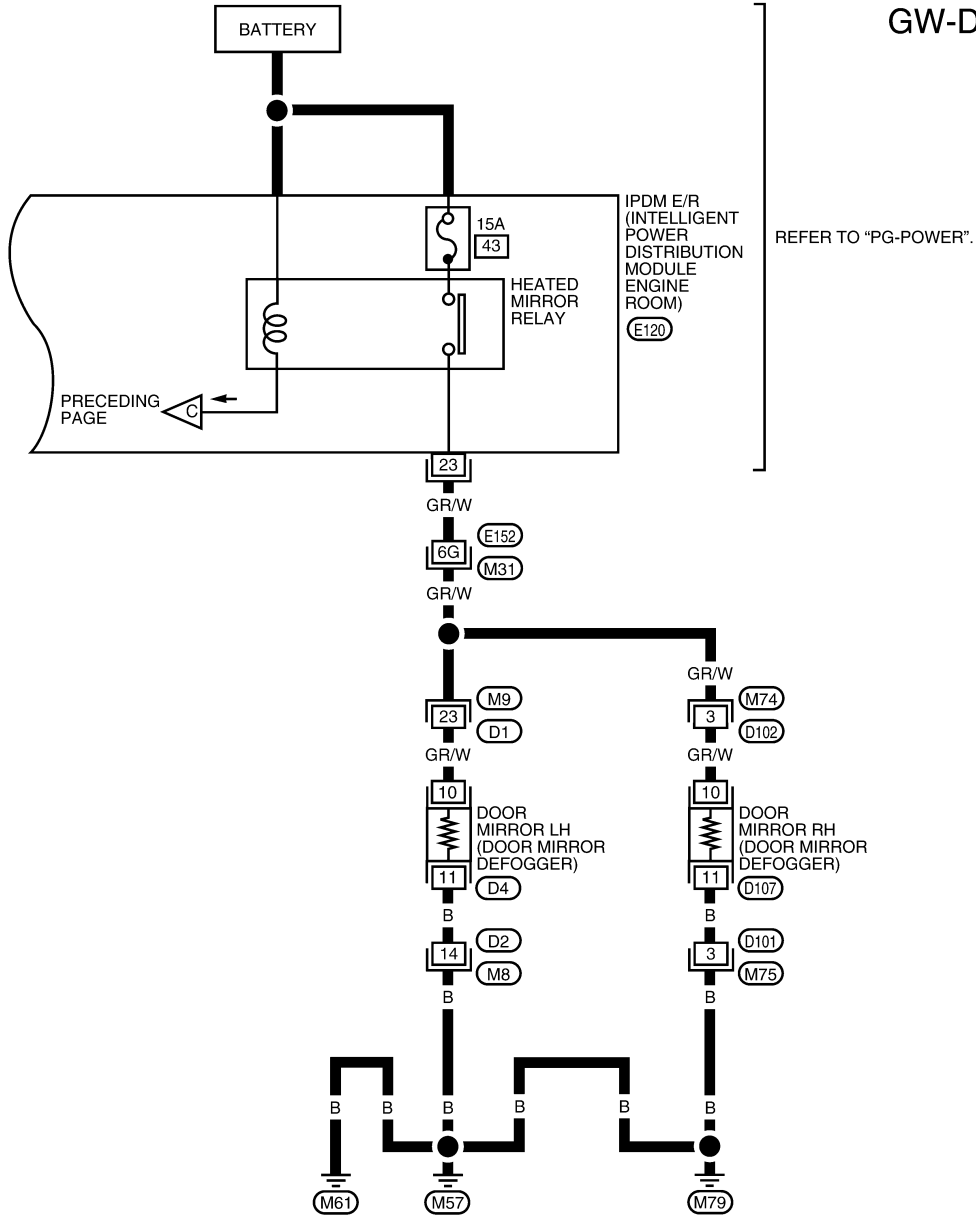 GW-D
BATTERY
15A
43
IPDM E/R
(INTELLIGENT
POWER
DISTRIBUTION
MODULE
ENGINE
ROOM)
E120
REFER TO “PG-POWER”.
HEATED
MIRROR
RELAY
PRECEDING
PAGE
C
23
GR/W
6G
E152
M31
GR/W
GR/W
23
M9
D1
3
M74
D102
GR/W
GR/W
10
DOOR
MIRROR LH
(DOOR MIRROR
DEFOGGER)
11
D4
10
DOOR
MIRROR RH
(DOOR MIRROR
DEFOGGER)
11
D107
B
B
14
D2
M8
3
D101
M75
B
B
B
B
B
B
B
B
M61
M57
M79